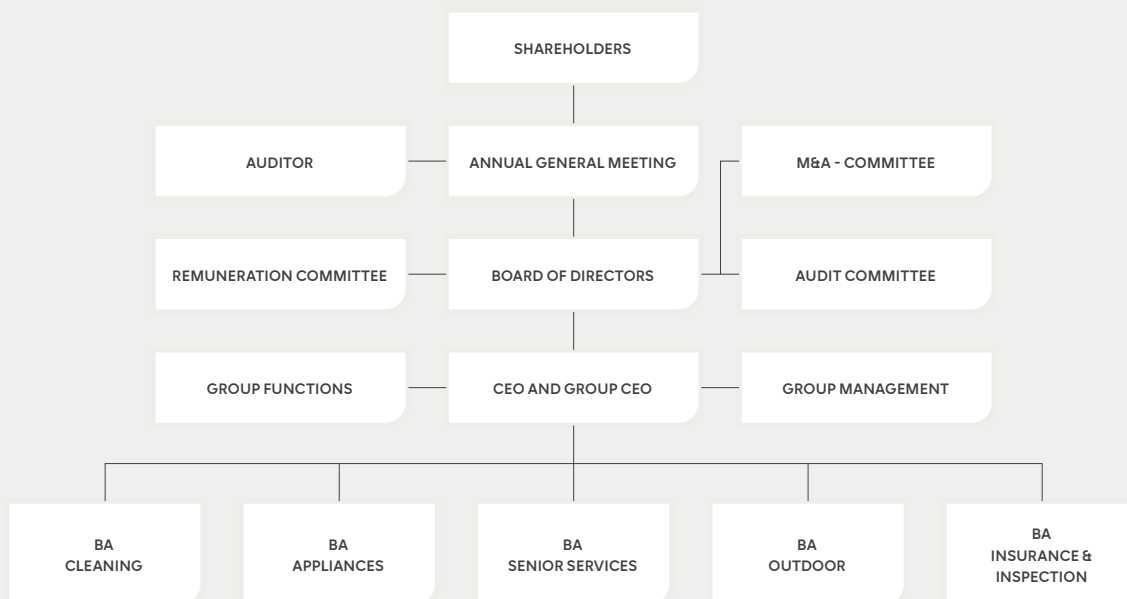 SHAREHOLDERS
AUDITOR
ANNUAL GENERAL MEETING
M&A - COMMITTEE
REMUNERATION COMMITTEE
BOARD OF DIRECTORS
AUDIT COMMITTEE
GROUP FUNCTIONS
CEO AND GROUP CEO
GROUP MANAGEMENT
BA
CLEANING
BA
APPLIANCES
BA
SENIOR SERVICES
BA
OUTDOOR
BA
INSURANCE &
INSPECTION